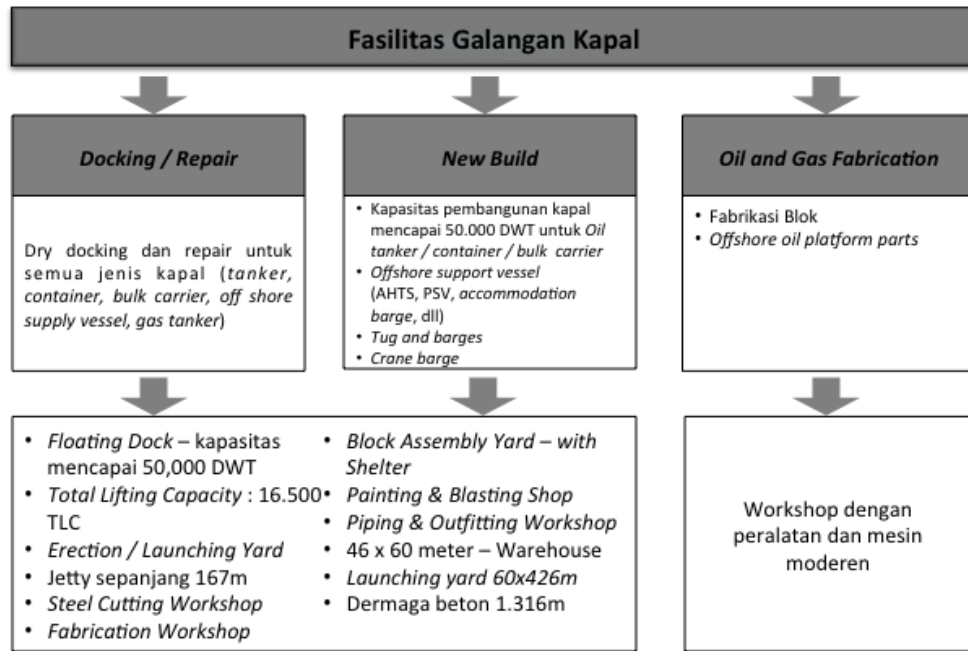 Fasilitas Galangan Kapal
Docking / Repair
Dry docking dan repair untuk
semua jenis kapal (tanker,
container, bulk carrier, off shore
supply vessel, gas tanker)
New Build
• Kapasitas pembangunan kapal
mencapai 50.000 DWT untuk Oil
tanker / container / bulk carrier
• Offshore support vessel
(AHTS, PSV, accommodation
barge, dll)
• Tug and barges
• Crane barge
Oil and Gas Fabrication
• Fabrikasi Blok
• Offshore oil platform parts
• Floating Dock – kapasitas
mencapai 50,000 DWT
• Total Lifting Capacity : 16.500
TLC
• Erection / Launching Yard
• Jetty sepanjang 167m
• Steel Cutting Workshop
• Fabrication Workshop
• Block Assembly Yard – with
Shelter
• Painting & Blasting Shop
• Piping & Outfitting Workshop
• 46 x 60 meter – Warehouse
• Launching yard 60x426m
• Dermaga beton 1.316m
Workshop dengan
peralatan dan mesin
moderen